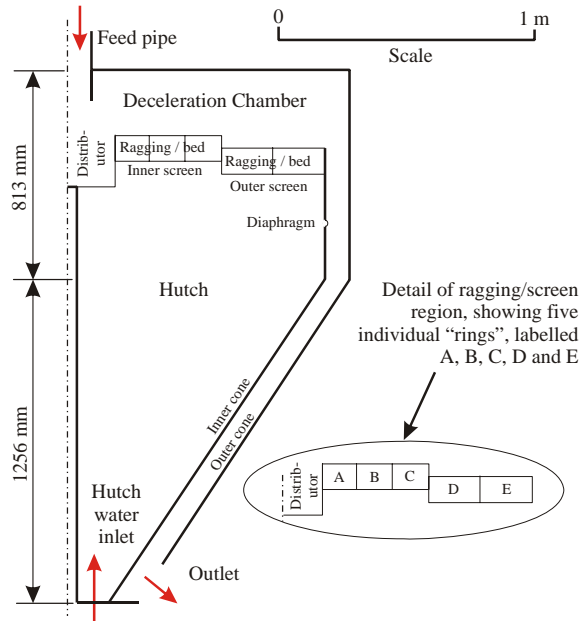 0
1 m
Scale
Feed pipe
Deceleration Chamber
Distrib-
utor
Ragging / bed
Inner screen
Ragging / bed
Outer screen
813 mm
Diaphragm
Hutch
Detail of ragging/screen
region, showing five
individual “rings”, labelled
A, B, C, D and E
Inner cone
Outer cone
1256 mm
Distrib-
utor
A
B
C
D
E
Hutch
water
inlet
Outlet